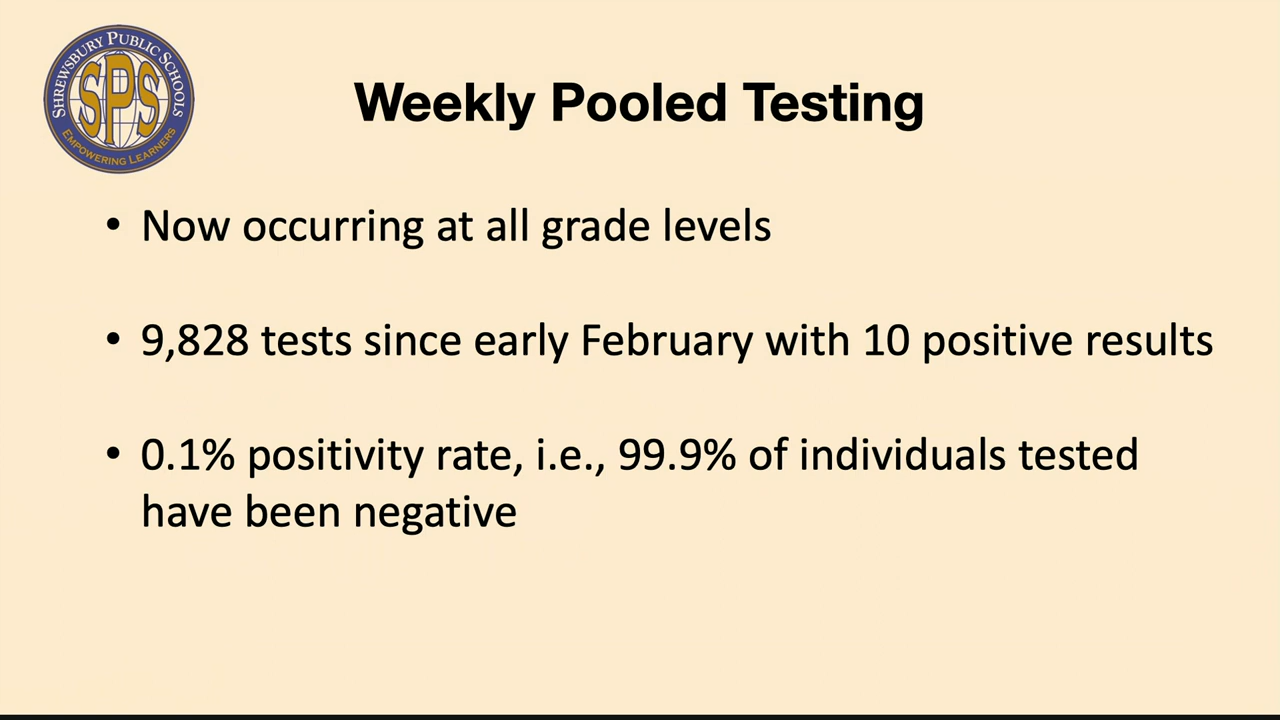 SHREWSBURY PUBLIC SCHOOLS
SPS
EMPOWERING LEARNERS
Weekly Pooled Testing
• Now occurring at all grade levels
• 9,828 tests since early February with 10 positive results
• 0.1% positivity rate, i.e., 99.9% of individuals tested
have been negative